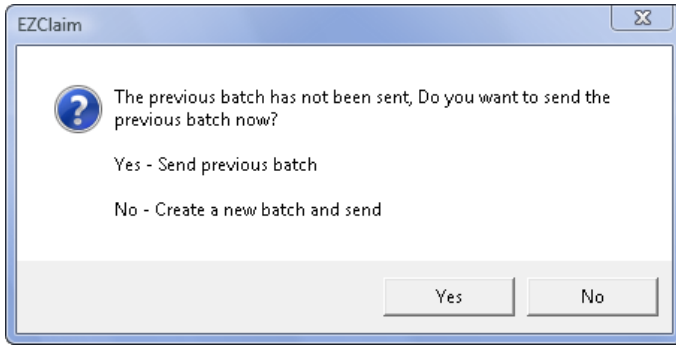 EZClaim
The previous batch has not been sent, Do you want to send the
previous batch now?
Yes - Send previous batch
No - Create a new batch and send
Yes
No